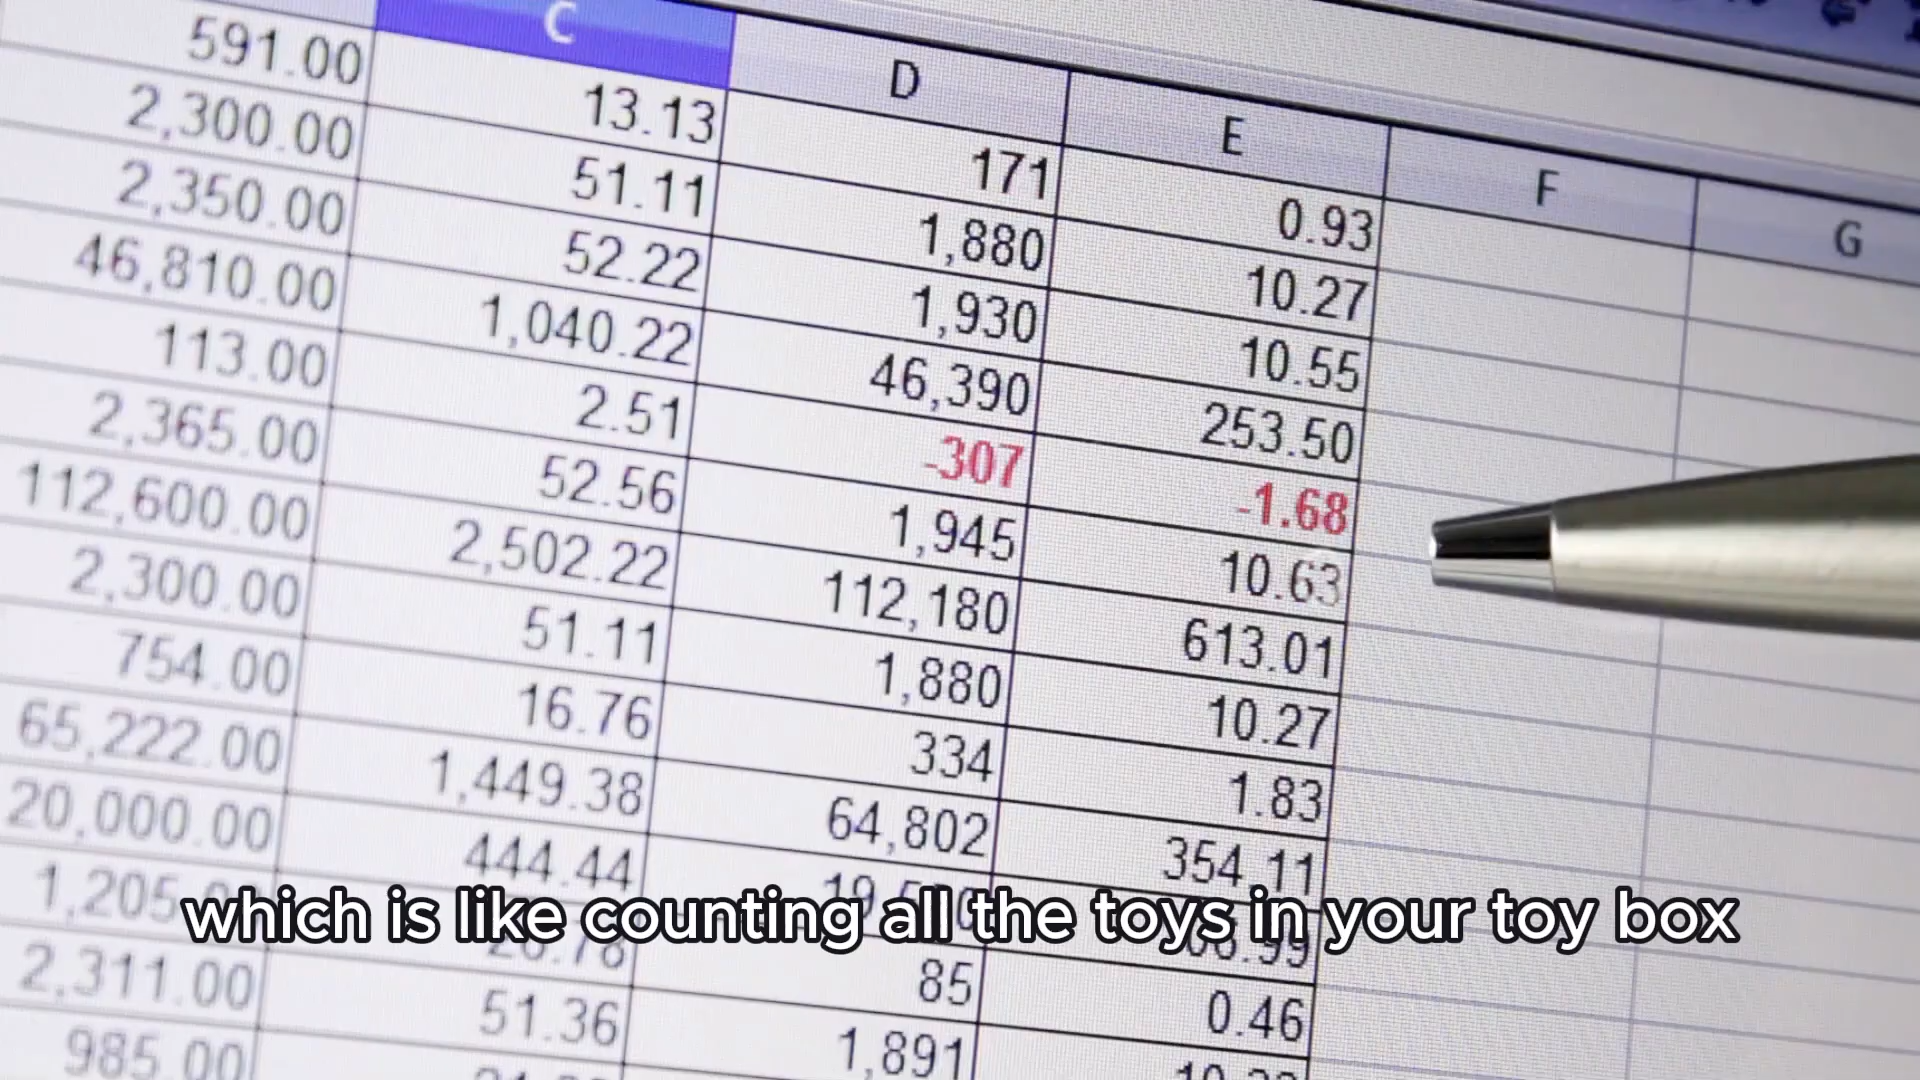 C D E F G
591.00 13.13 171 0.93
2,300.00 51.11 1,880 10.27
2,350.00 52.22 1,930 10.55
46,810.00 1,040.22 46,390 253.50
113.00 2.51 -307 -1.68
2,365.00 52.56 1,945 10.63
112,600.00 2,502.22 112,180 613.01
2,300.00 51.11 1,880 10.27
754.00 16.76 334 1.83
65,222.00 1,449.38 64,802 354.11
20,000.00 444.44
85 0.46
2,311.00 51.36 1,891
985.00
which is like counting all the toys in your toy box